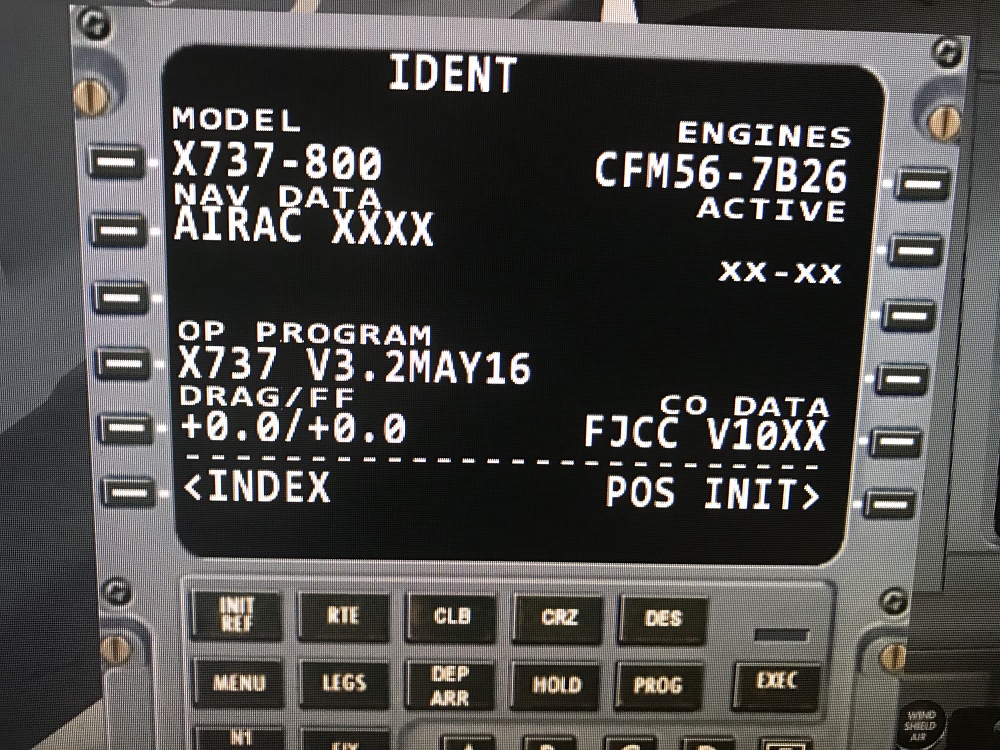 IDENT
MODEL ENGINES
X737-800 CFM56-7B26
NAV DATA ACTIVE
AIRAC XXXX
XX-XX
OP PROGRAM
X737 V3.2MAY16
DRAG/FF CO DATA
+0.0/+0.0 FJCC V10XX
<INDEX POS INIT>
INIT REF RTE CLB CRZ DES
MENU LEGS DEP ARR HOLD PROG EXEC
N1
WIND SHIELD AIR